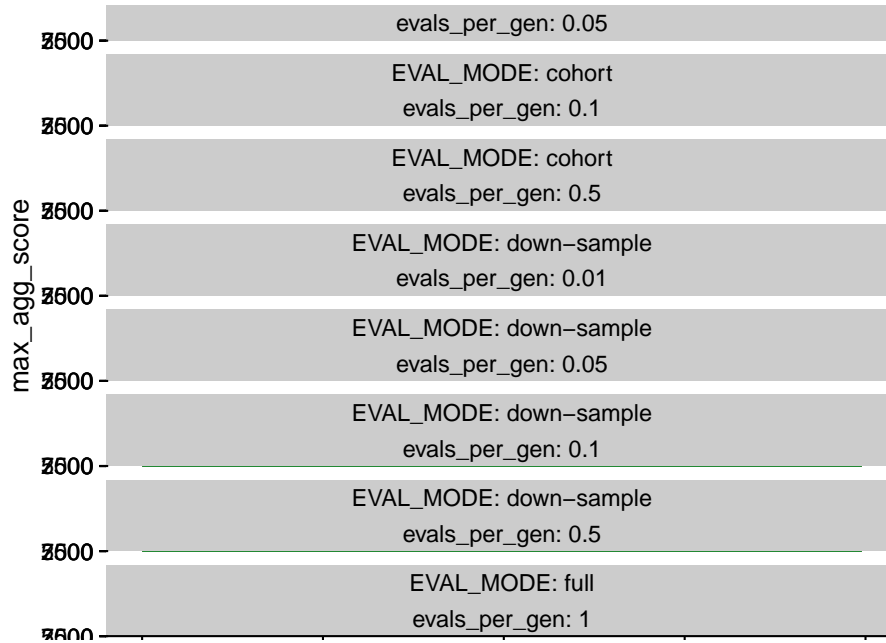 evals_per_gen: 0.05
EVAL_MODE: cohort
evals_per_gen: 0.1
EVAL_MODE: cohort
evals_per_gen: 0.5
EVAL_MODE: down−sample
evals_per_gen: 0.01
EVAL_MODE: down−sample
evals_per_gen: 0.05
EVAL_MODE: down−sample
evals_per_gen: 0.1
EVAL_MODE: down−sample
evals_per_gen: 0.5
EVAL_MODE: full
evals_per_gen: 1
max_agg_score